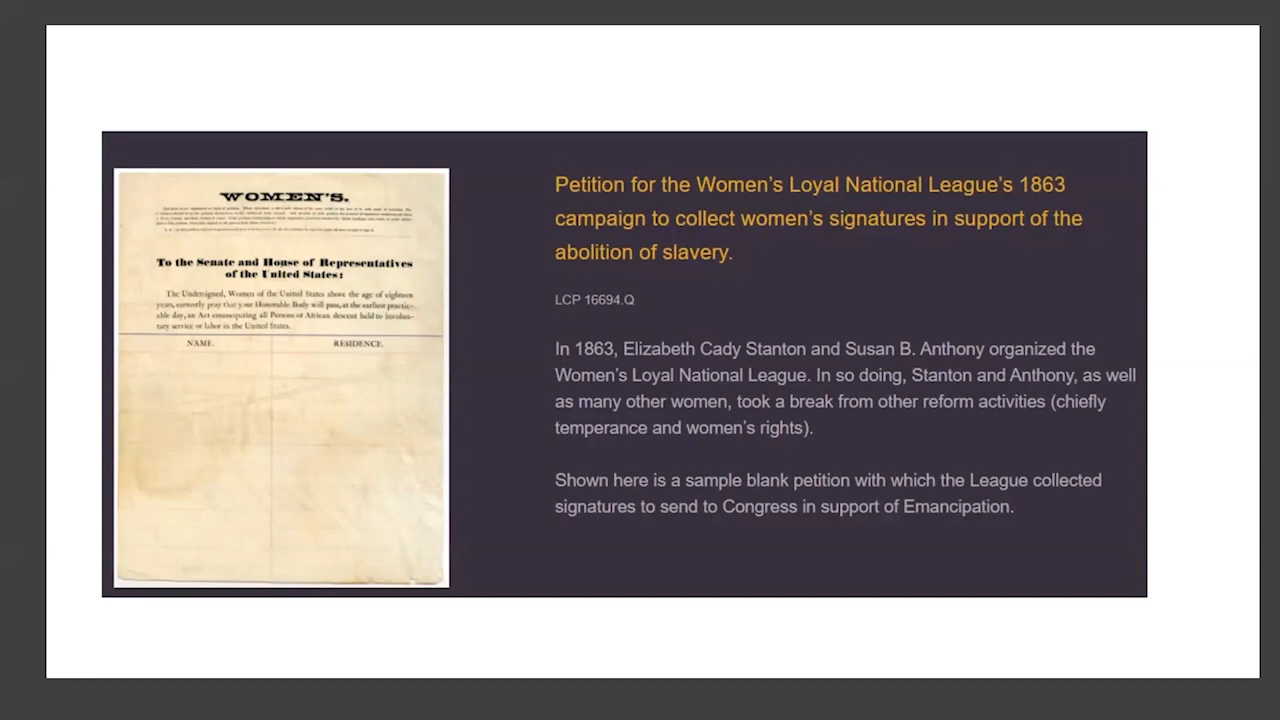 WOMEN'S.
To the Senate and House of Representatives
of the United States:
The Undersigned, Women of the United States above the age of eighteen
years, earnestly pray that your Honorable Body will pass, at the earliest practic-
able day, an Act emancipating all Persons of African descent held to involun-
tary service or labor in the United States.
NAME. RESIDENCE.
Petition for the Women's Loyal National League's 1863
campaign to collect women's signatures in support of the
abolition of slavery.
LCP 16694.Q
In 1863, Elizabeth Cady Stanton and Susan B. Anthony organized the
Women's Loyal National League. In so doing, Stanton and Anthony, as well
as many other women, took a break from other reform activities (chiefly
temperance and women's rights).
Shown here is a sample blank petition with which the League collected
signatures to send to Congress in support of Emancipation.